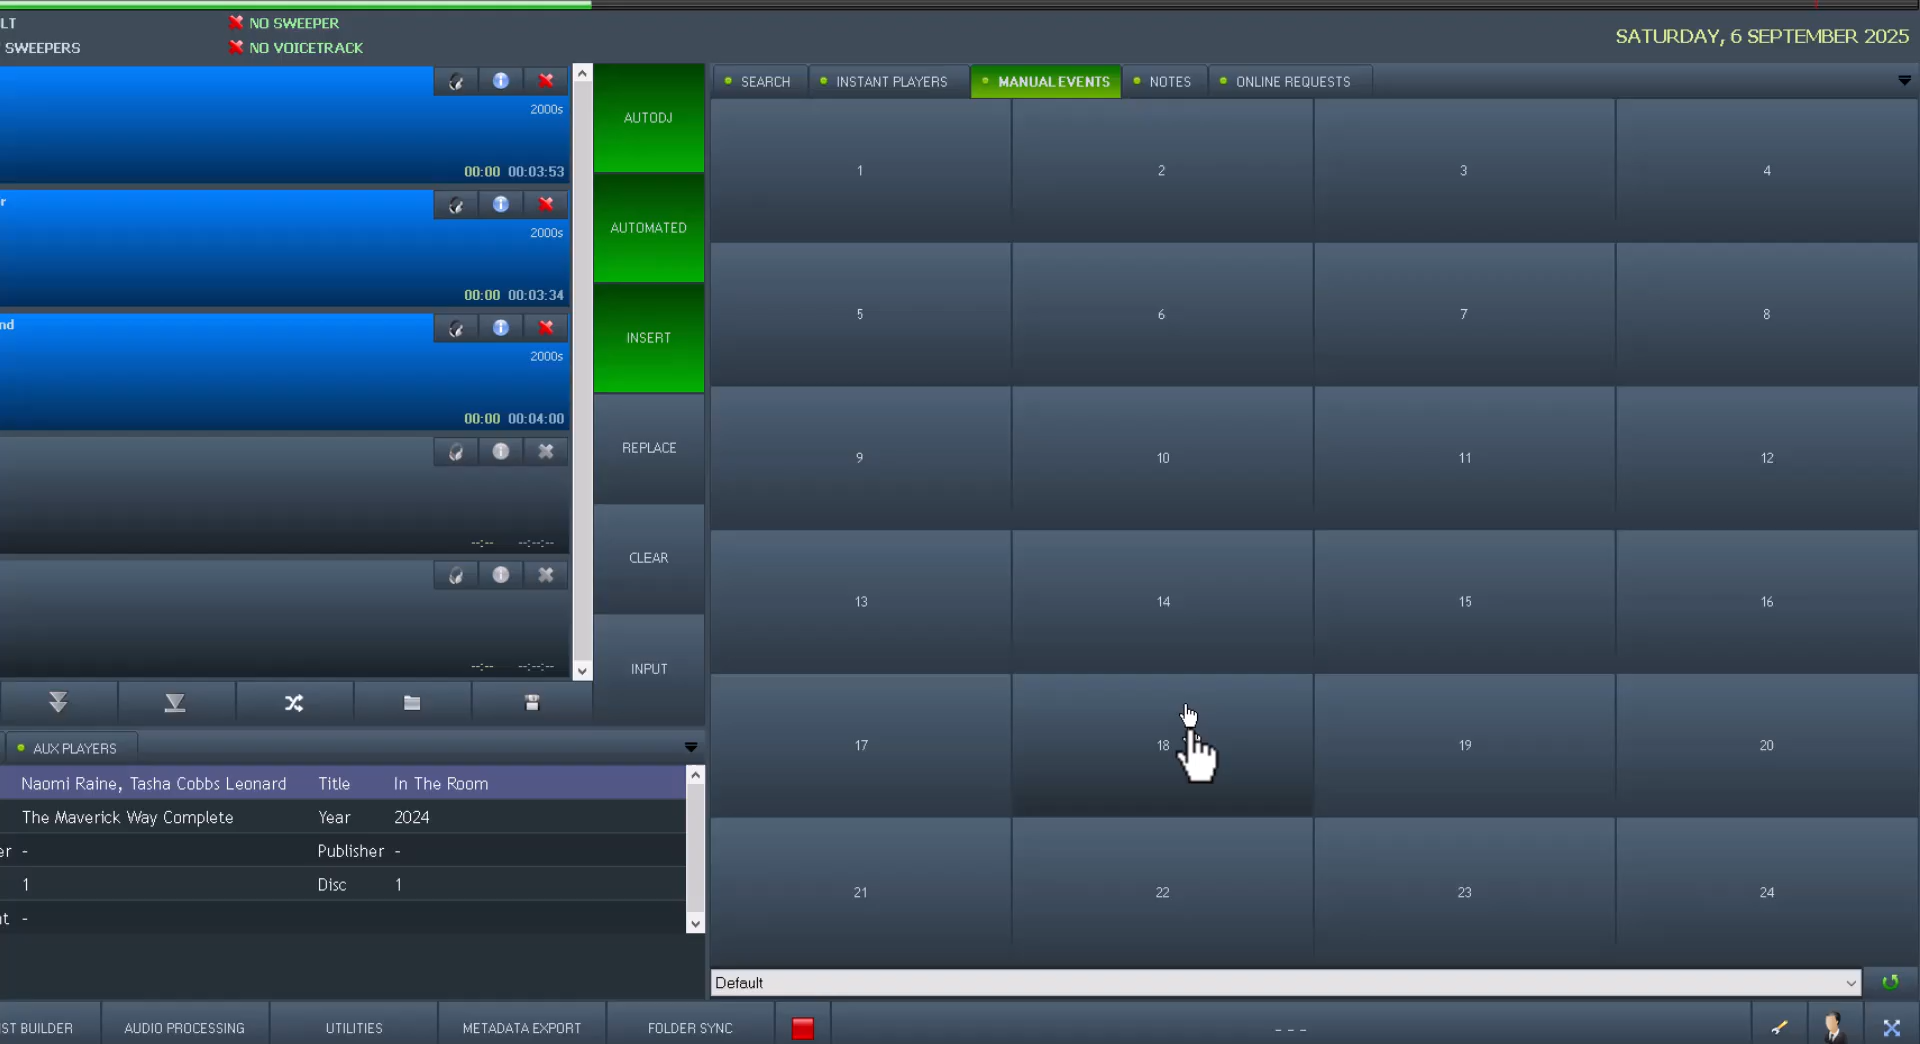 LT
NO SWEEPER
SWEEPERS
NO VOICETRACK
SATURDAY, 6 SEPTEMBER 2025
2000s
00:00 00:03:53
r
2000s
00:00 00:03:34
nd
2000s
00:00 00:04:00
--:-- --:--:--
--:-- --:--:--
AUTODJ
AUTOMATED
INSERT
REPLACE
CLEAR
INPUT
SEARCH
INSTANT PLAYERS
MANUAL EVENTS
NOTES
ONLINE REQUESTS
1 2 3 4
5 6 7 8
9 10 11 12
13 14 15 16
17 18 19 20
21 22 23 24
Default
AUX PLAYERS
Naomi Raine, Tasha Cobbs Leonard Title In The Room
The Maverick Way Complete Year 2024
er - Publisher -
1 Disc 1
nt -
ST BUILDER
AUDIO PROCESSING
UTILITIES
METADATA EXPORT
FOLDER SYNC
- - -